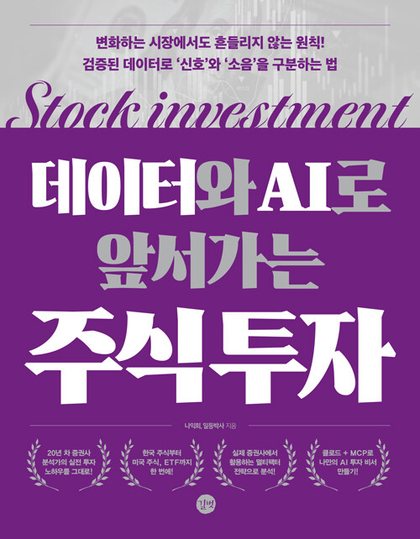 변화하는 시장에서도 흔들리지 않는 원칙!
검증된 데이터로 '신호'와 '소음'을 구분하는 법
Stock investment
데이터와 AI로
앞서가는
주식 투자
나익희, 일등박사 지음
20년 차 증권사
분석가의 실전 투자
노하우를 그대로!
한국 주식부터
미국 주식, ETF까지
한 번에!
실제 증권사에서
활용하는 멀티팩터
전략으로 분석!
클로드 + MCP로
나만의 AI 투자 비서
만들기!
길벗